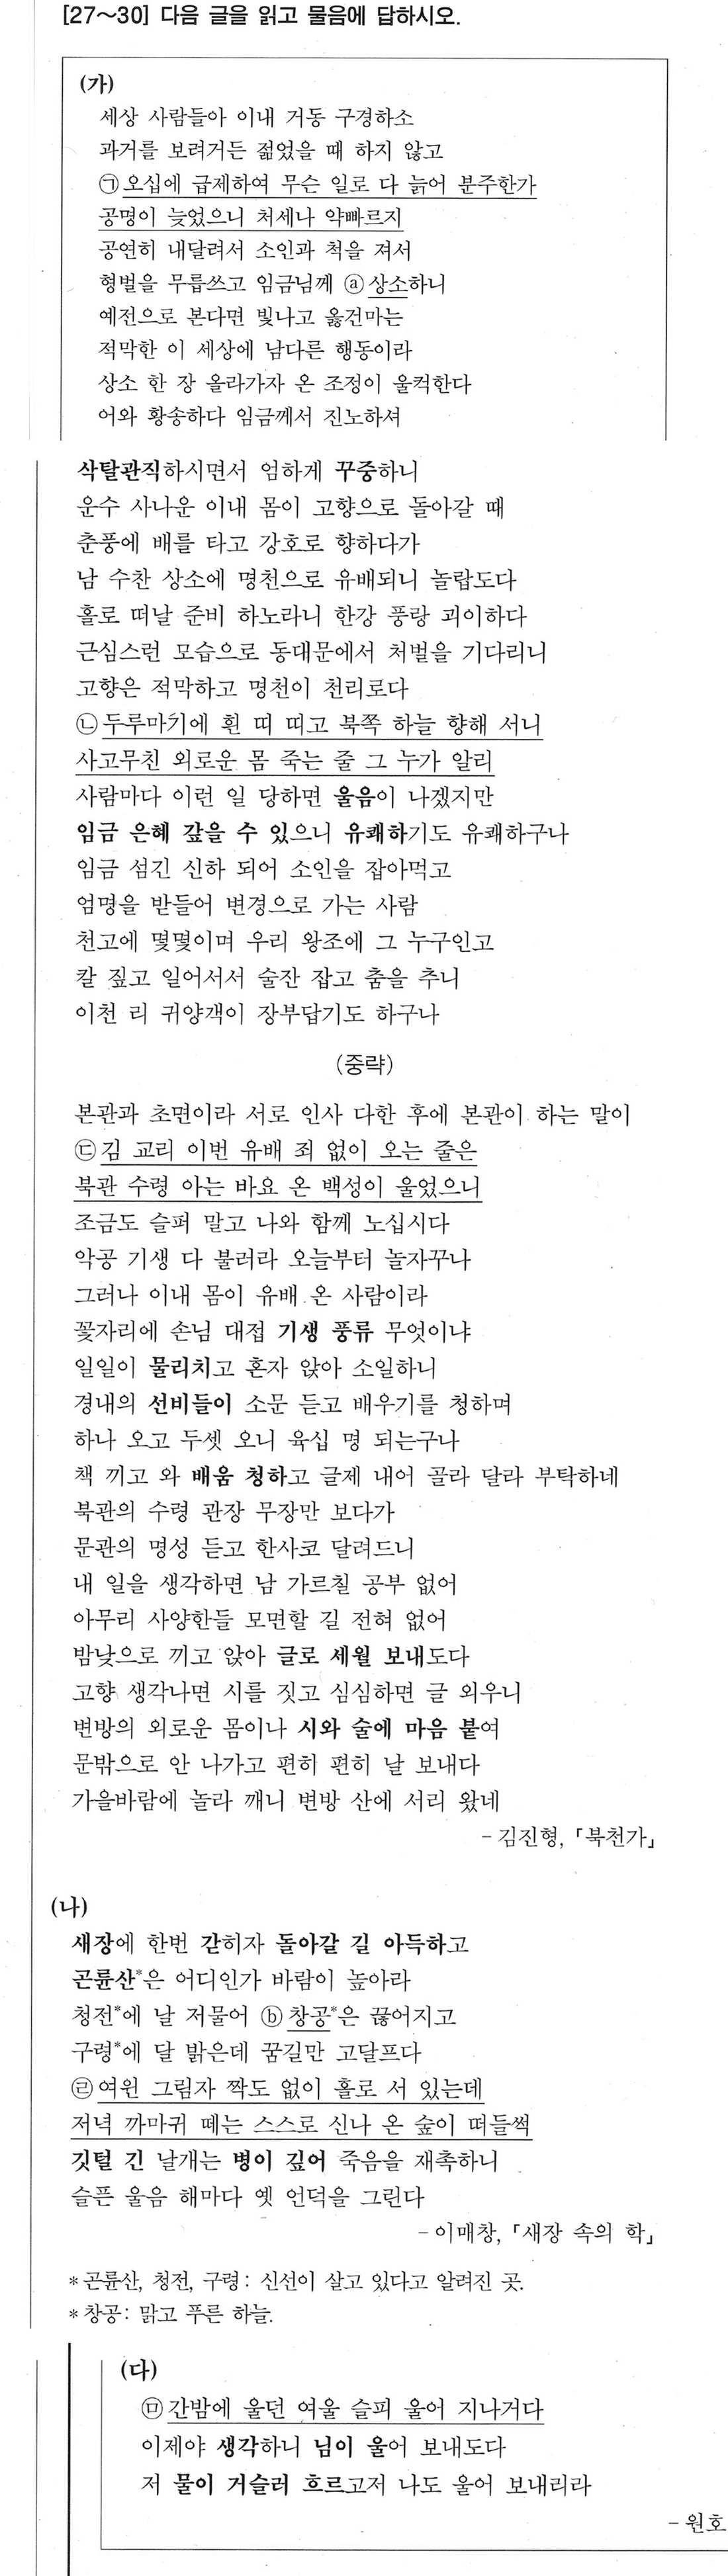 [27～30] 다음 글을 읽고 물음에 답하시오.
(가)
세상 사람들아 이내 거동 구경하소
과거를 보려거든 젊었을 때 하지 않고
㉠ 오십에 급제하여 무슨 일로 다 늙어 분주한가
공명이 늦었으니 처세나 약빠르지
공연히 내달려서 소인과 척을 져서
형벌을 무릅쓰고 임금님께 ⓐ 상소하니
예전으로 본다면 빛나고 옳건마는
적막한 이 세상에 남다른 행동이라
상소 한 장 올라가자 온 조정이 울컥한다
어와 황송하다 임금께서 진노하셔
삭탈관직하시면서 엄하게 꾸중하니
운수 사나운 이내 몸이 고향으로 돌아갈 때
춘풍에 배를 타고 강호로 향하다가
남 수찬 상소에 명천으로 유배되니 놀랍도다
홀로 떠날 준비 하노라니 한강 풍랑 괴이하다
근심스런 모습으로 동대문에서 처벌을 기다리니
고향은 적막하고 명천이 천리로다
㉡ 두루마기에 흰 띠 띠고 북쪽 하늘 향해 서니
사고무친 외로운 몸 죽는 줄 그 누가 알리
사람마다 이런 일 당하면 울음이 나겠지만
임금 은혜 갚을 수 있으니 유쾌하기도 유쾌하구나
임금 섬긴 신하 되어 소인을 잡아먹고
엄명을 받들어 변경으로 가는 사람
천고에 몇몇이며 우리 왕조에 그 누구인고
칼 짚고 일어서서 술잔 잡고 춤을 추니
이천 리 귀양객이 장부답기도 하구나
(중략)
본관과 초면이라 서로 인사 다한 후에 본관이 하는 말이
㉢ 김 교리 이번 유배 죄 없이 오는 줄은
북관 수령 아는 바요 온 백성이 울었으니
조금도 슬퍼 말고 나와 함께 노십시다
악공 기생 다 불러라 오늘부터 놀자꾸나
그러나 이내 몸이 유배 온 사람이라
꽃자리에 손님 대접 기생 풍류 무엇이냐
일일이 물리치고 혼자 앉아 소일하니
경내의 선비들이 소문 듣고 배우기를 청하며
하나 오고 두셋 오니 육십 명 되는구나
책 끼고 와 배움 청하고 글제 내어 골라 달라 부탁하네
북관의 수령 관장 무장만 보다가
문관의 명성 듣고 한사코 달려드니
내 일을 생각하면 남 가르칠 공부 없어
아무리 사양한들 모면할 길 전혀 없어
밤낮으로 끼고 앉아 글로 세월 보내도다
고향 생각나면 시를 짓고 심심하면 글 외우니
변방의 외로운 몸이나 시와 술에 마음 붙여
문밖으로 안 나가고 편히 편히 날 보내다
가을바람에 놀라 깨니 변방 산에 서리 왔네
- 김진형, 「북천가」
(나)
새장에 한번 갇히자 돌아갈 길 아득하고
곤륜산*은 어디인가 바람이 높아라
청전*에 날 저물어 ⓑ 창공*은 끊어지고
구령*에 달 밝은데 꿈길만 고달프다
㉣ 여윈 그림자 짝도 없이 홀로 서 있는데
저녁 까마귀 떼는 스스로 신나 온 숲이 떠들썩
깃털 긴 날개는 병이 깊어 죽음을 재촉하니
슬픈 울음 해마다 옛 언덕을 그린다
- 이매창, 「새장 속의 학」
* 곤륜산, 청전, 구령 : 신선이 살고 있다고 알려진 곳.
* 창공 : 맑고 푸른 하늘.
(다)
㉤ 간밤에 울던 여울 슬피 울어 지나거다
이제야 생각하니 님이 울어 보내도다
저 물이 거슬러 흐르고저 나도 울어 보내리라
- 원호